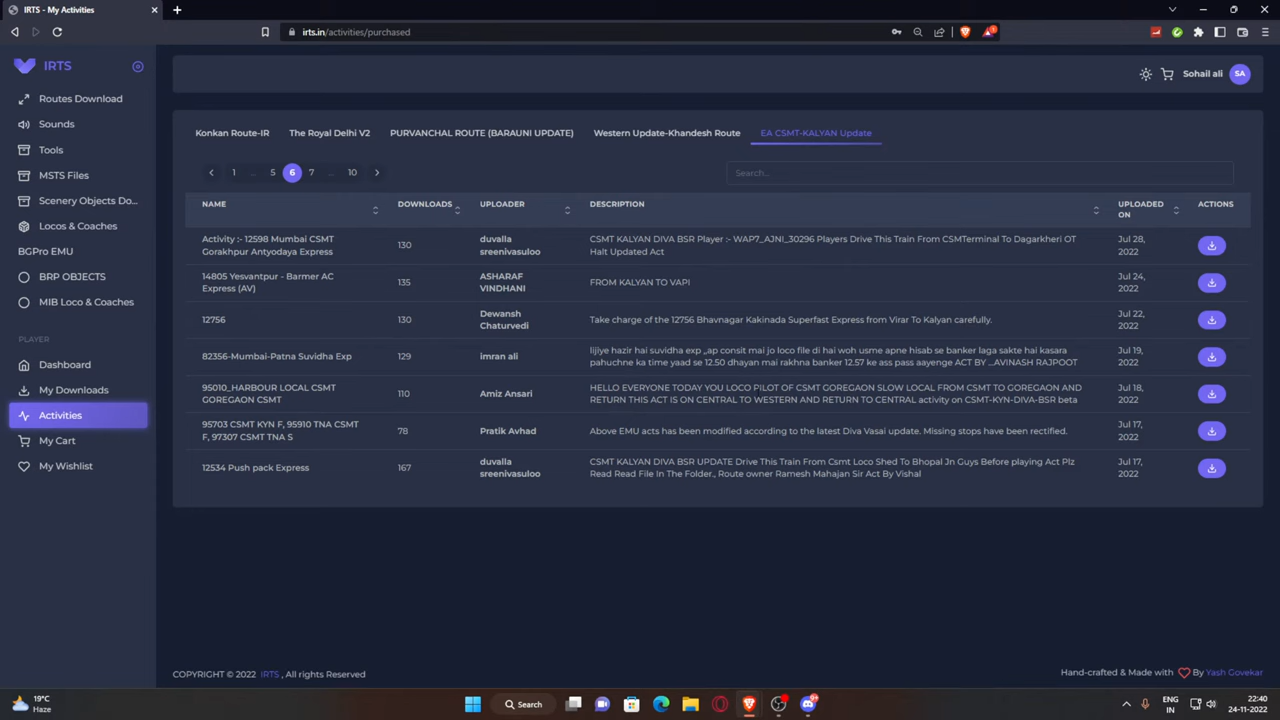 IRTS - My Activities
irts.in/activities/purchased
IRTS
Routes Download
Sounds
Tools
MSTS Files
Scenery Objects Do...
Locos & Coaches
BGPro EMU
BRP OBJECTS
MIB Loco & Coaches
PLAYER
Dashboard
My Downloads
Activities
My Cart
My Wishlist
Sohail ali SA
Konkan Route-IR The Royal Delhi V2 PURVANCHAL ROUTE (BARAUNI UPDATE) Western Update-Khandesh Route EA CSMT-KALYAN Update
1 ... 5 6 7 ... 10
Search...
NAME DOWNLOADS UPLOADER DESCRIPTION UPLOADED ON ACTIONS
Activity :- 12598 Mumbai CSMT
Gorakhpur Antyodaya Express
130
duvalla
sreenivasuloo
CSMT KALYAN DIVA BSR Player :- WAP7_AJNI_30296 Players Drive This Train From CSMTerminal To Dagarkheri OT
Halt Updated Act
Jul 28,
2022
14805 Yesvantpur - Barmer AC
Express (AV)
135
ASHARAF
VINDHANI
FROM KALYAN TO VAPI
Jul 24,
2022
12756
130
Dewansh
Chaturvedi
Take charge of the 12756 Bhavnagar Kakinada Superfast Express from Virar To Kalyan carefully.
Jul 22,
2022
82356-Mumbai-Patna Suvidha Exp
129
imran ali
lijiye hazir hai suvidha exp ,,ap consit mai jo loco file di hai woh usme apne hisab se banker laga sakte hai kasara
pahuchne ka time yaad se 12.50 dhayan mai rakhna banker 12.57 ke ass pass aayenge ACT BY ..AVINASH RAJPOOT
Jul 19,
2022
95010_HARBOUR LOCAL CSMT
GOREGAON CSMT
110
Amiz Ansari
HELLO EVERYONE TODAY YOU LOCO PILOT OF CSMT GOREGAON SLOW LOCAL FROM CSMT TO GOREGAON AND
RETURN THIS ACT IS ON CENTRAL TO WESTERN AND RETURN TO CENTRAL activity on CSMT-KYN-DIVA-BSR beta
Jul 18,
2022
95703 CSMT KYN F, 95910 TNA CSMT
F, 97307 CSMT TNA S
78
Pratik Avhad
Above EMU acts has been modified according to the latest Diva Vasai update. Missing stops have been rectified.
Jul 17,
2022
12534 Push pack Express
167
duvalla
sreenivasuloo
CSMT KALYAN DIVA BSR UPDATE Drive This Train From Csmt Loco Shed To Bhopal Jn Guys Before playing Act Plz
Read Read File In The Folder., Route owner Ramesh Mahajan Sir Act By Vishal
Jul 17,
2022
COPYRIGHT © 2022 IRTS , All rights Reserved
Hand-crafted & Made with By Yash Govekar
19°C
Haze
Search
ENG
IN
22:40
24-11-2022